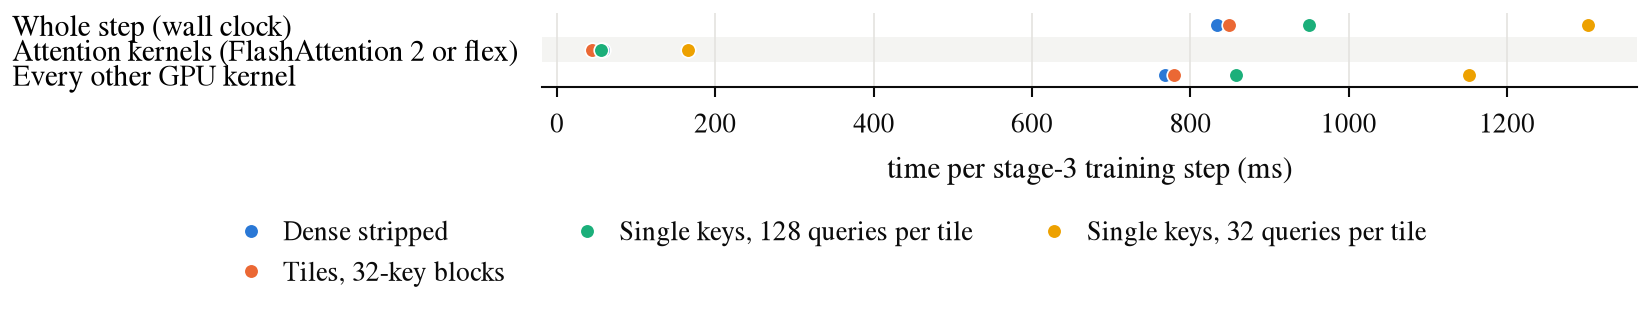 Whole step (wall clock)
Attention kernels (FlashAttention 2 or flex)
Every other GPU kernel
0 200 400 600 800 1000 1200
time per stage-3 training step (ms)
Dense stripped Single keys, 128 queries per tile Single keys, 32 queries per tile
Tiles, 32-key blocks